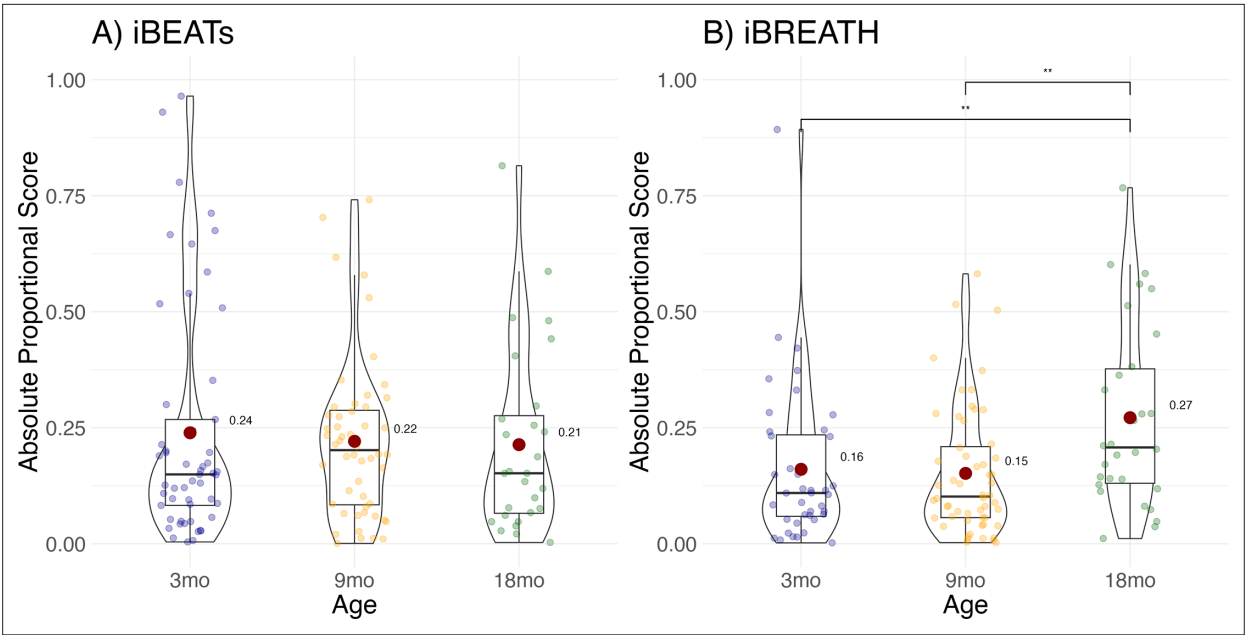 A) iBEATs
Absolute Proportional Score
1.00
0.75
0.50
0.25
0.00
0.24
0.22
0.21
3mo
9mo
18mo
Age
B) iBREATH
Absolute Proportional Score
1.00
0.75
0.50
0.25
0.00
**
**
0.16
0.15
0.27
3mo
9mo
18mo
Age